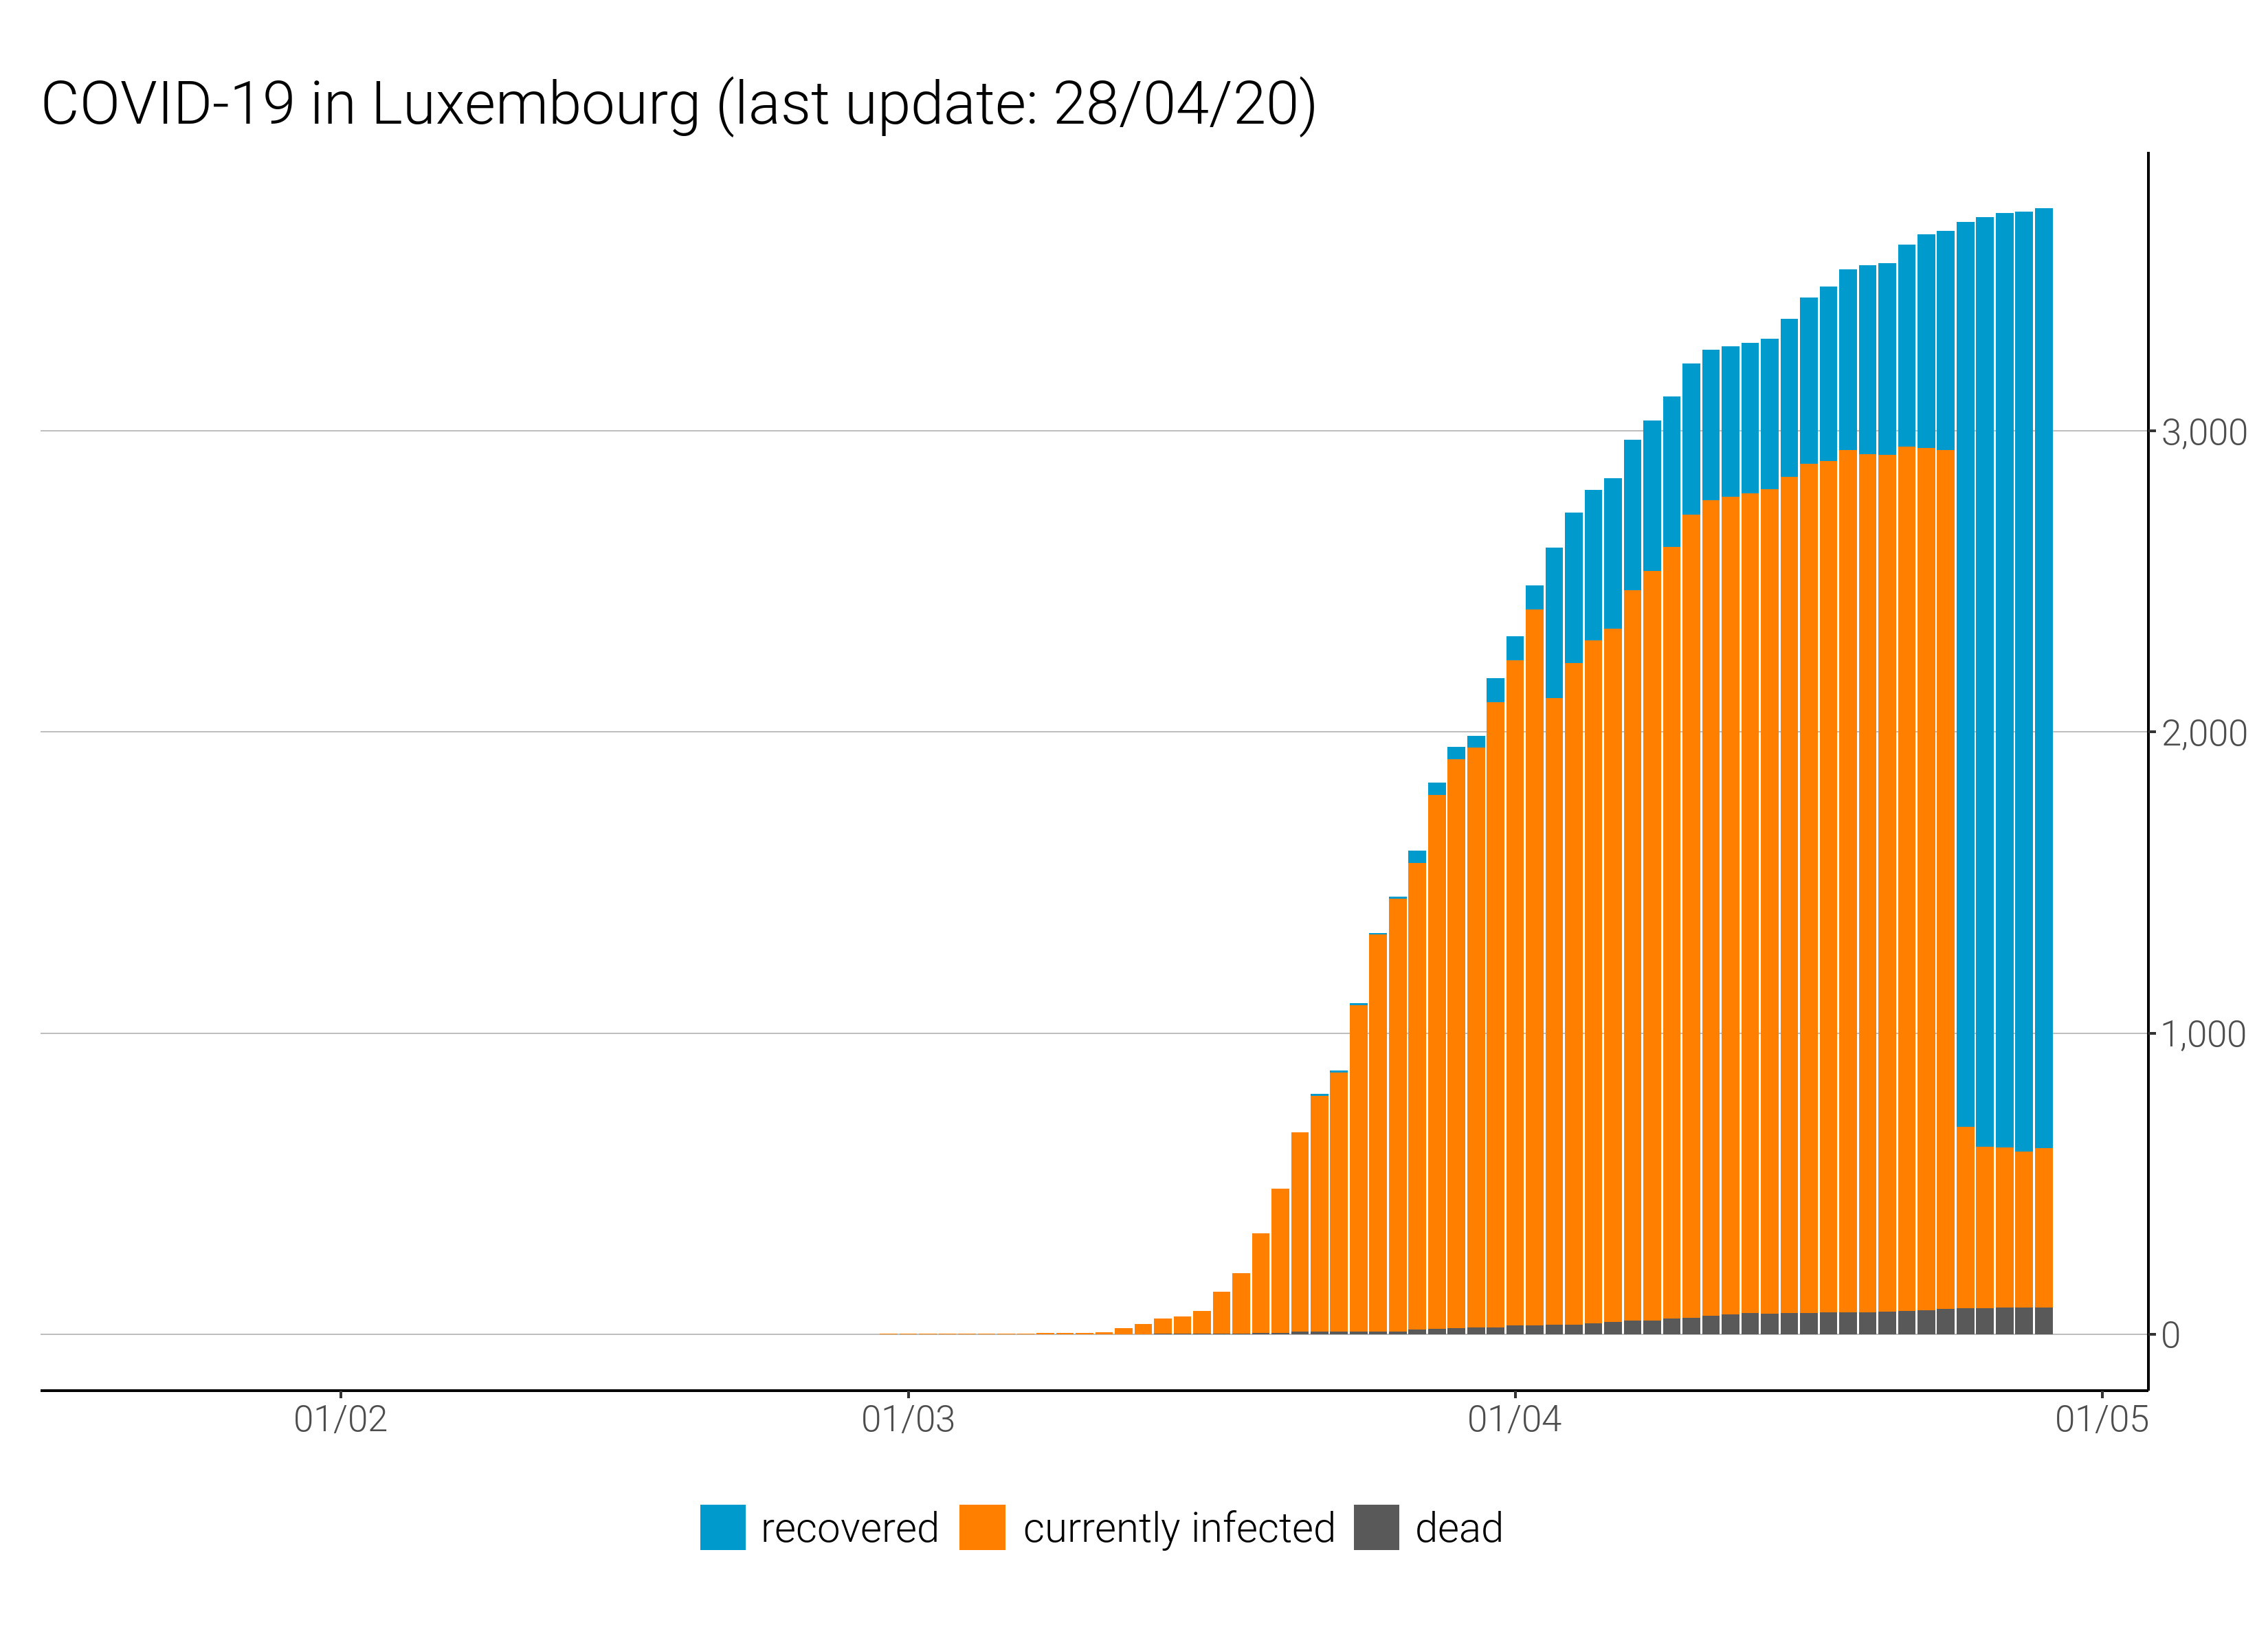 COVID-19 in Luxembourg (last update: 28/04/20)
3,000
2,000
1,000
0
01/02 01/03 01/04 01/05
recovered currently infected dead